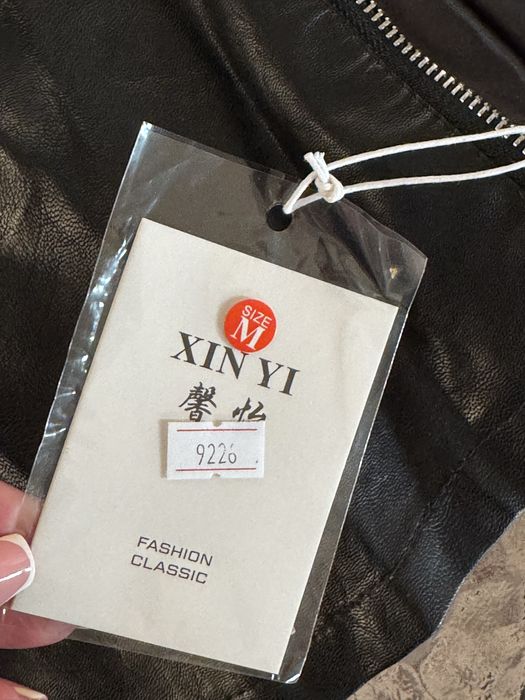 SIZE
M
XIN YI
馨怡
9226
FASHION
CLASSIC